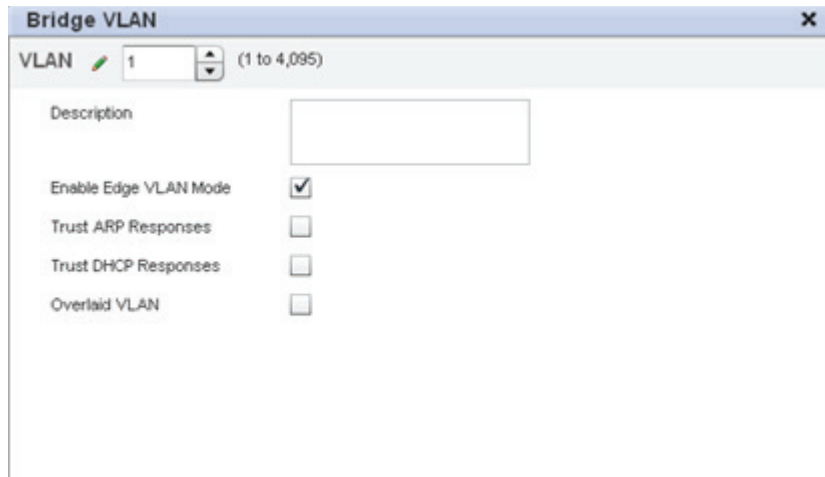 Bridge VLAN
VLAN 1 (1 to 4,095)
Description
Enable Edge VLAN Mode
Trust ARP Responses
Trust DHCP Responses
Overlaid VLAN